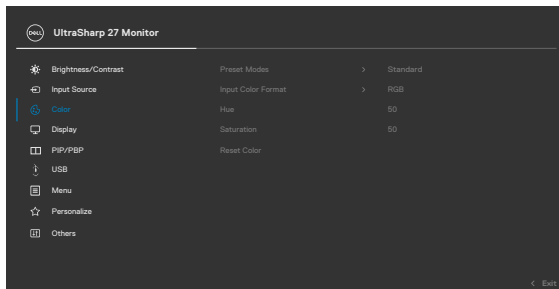 DELL UltraSharp 27 Monitor
Brightness/Contrast Preset Modes > Standard
Input Source Input Color Format > RGB
Color Hue 50
Display Saturation 50
PIP/PBP Reset Color
USB
Menu
Personalize
Others
< Exit